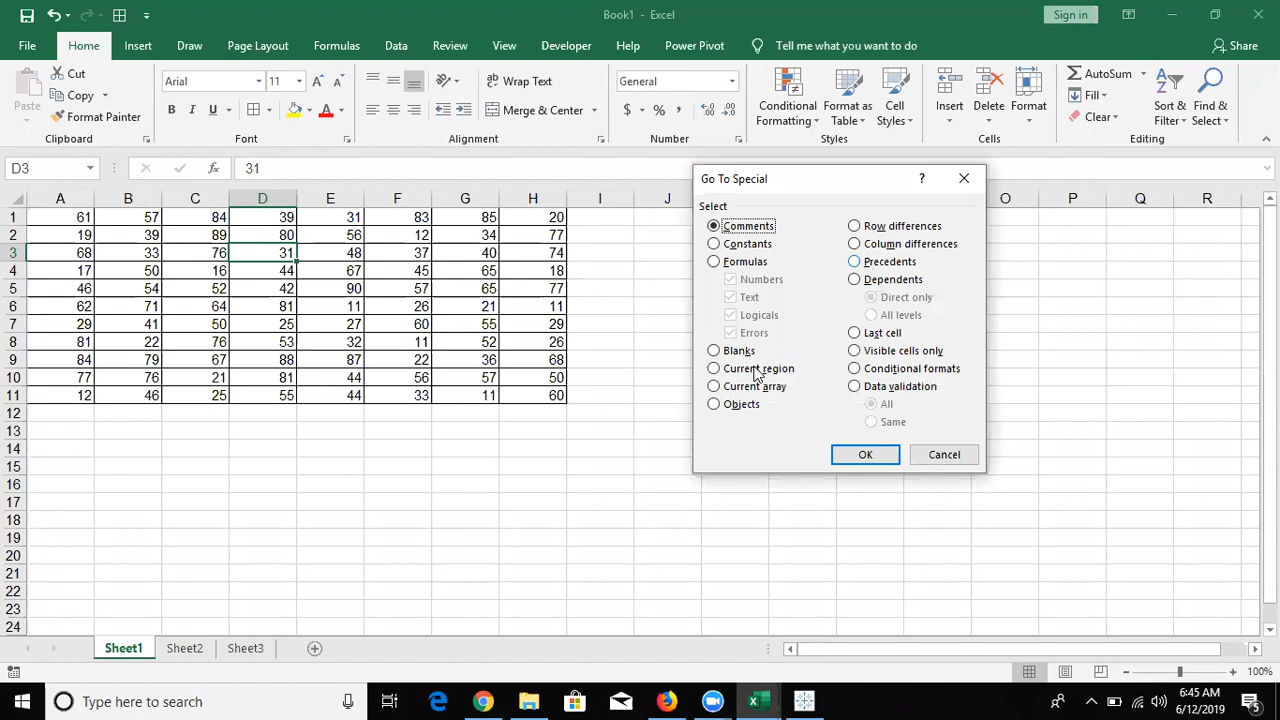 Book1 - Excel
Sign in
File Home Insert Draw Page Layout Formulas Data Review View Developer Help Power Pivot Tell me what you want to do Share
Paste
Cut
Copy
Format Painter
Clipboard
Arial 11
B I U
Font
Wrap Text
Merge & Center
Alignment
General
$ % ,
Number
Conditional Formatting
Format as Table
Cell Styles
Styles
Insert Delete Format
Cells
AutoSum
Fill
Clear
Sort & Filter
Find & Select
Editing
D3 fx 31
A B C D E F G H I J O P Q R
1 61 57 84 39 31 83 85 20
2 19 39 89 80 56 12 34 77
3 68 33 76 31 48 37 40 74
4 17 50 16 44 67 45 65 18
5 46 54 52 42 90 57 65 77
6 62 71 64 81 11 26 21 11
7 29 41 50 25 27 60 55 29
8 81 22 76 53 32 11 52 26
9 84 79 67 88 87 22 36 68
10 77 76 21 81 44 56 57 50
11 12 46 25 55 44 33 11 60
12
13
14
15
16
17
18
19
20
21
22
23
24
Go To Special ?
Select
Comments
Constants
Formulas
Numbers
Text
Logicals
Errors
Blanks
Current region
Current array
Objects
Row differences
Column differences
Precedents
Dependents
Direct only
All levels
Last cell
Visible cells only
Conditional formats
Data validation
All
Same
OK Cancel
Sheet1 Sheet2 Sheet3
100%
Type here to search
6:45 AM
6/12/2019
5